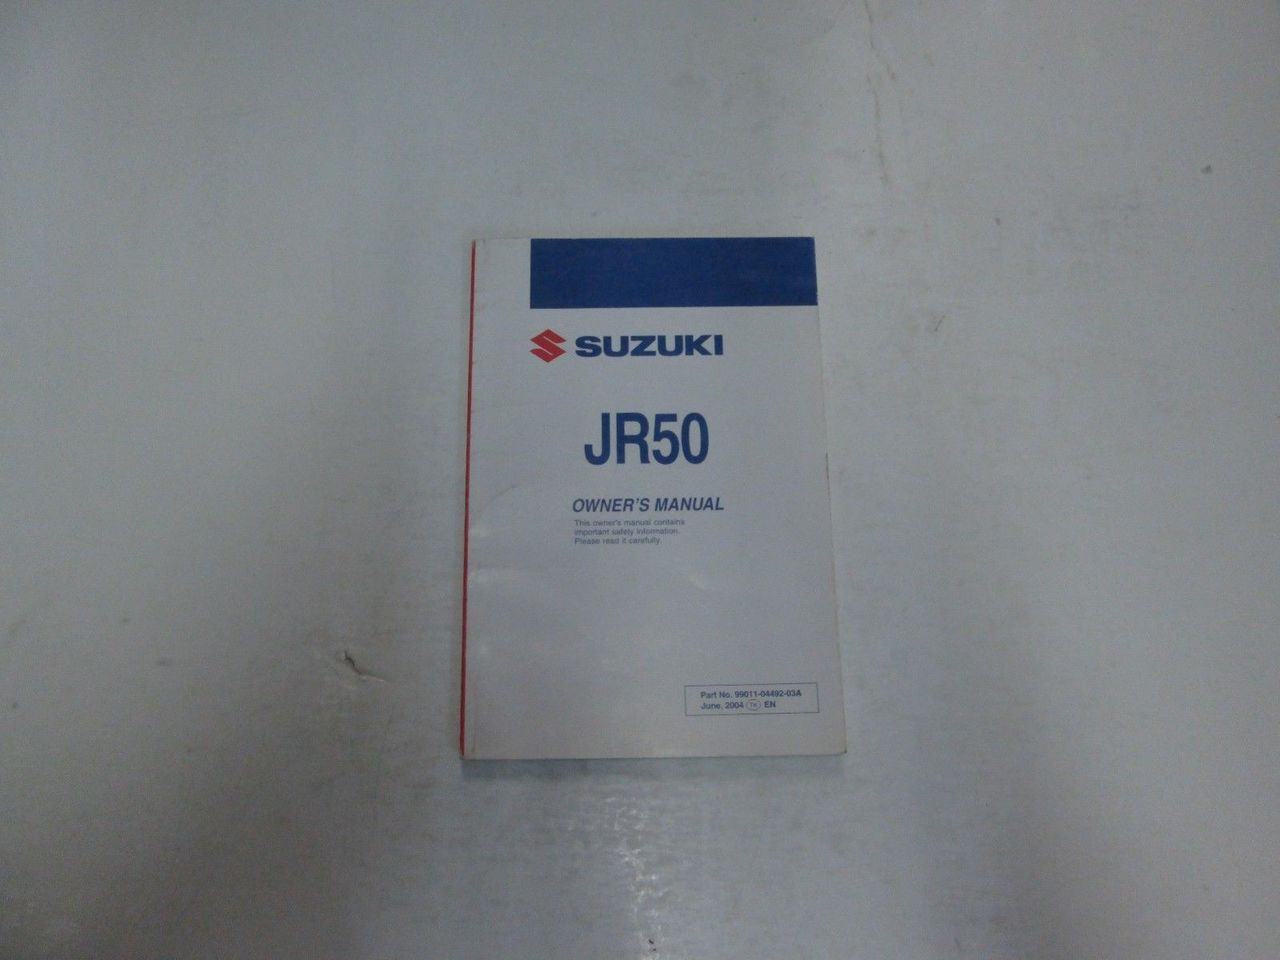 SUZUKI
JR50
OWNER'S MANUAL
This owner's manual contains
important safety information.
Please read it carefully.
Part No. 99011-04492-03A
June, 2004 TK EN